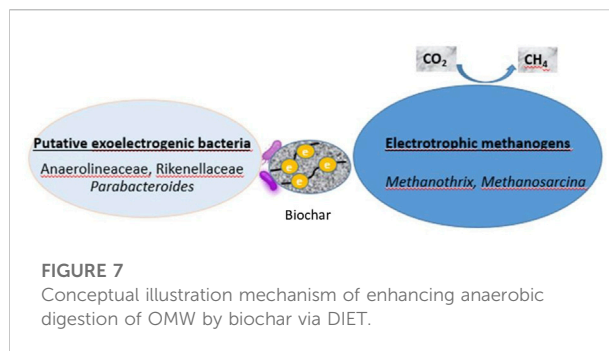 CO₂ CH₄
Putative exoelectrogenic bacteria
Anaerolineaceae, Rikenellaceae
Parabacteroides
e e e e
Biochar
Electrotrophic methanogens
Methanothrix, Methanosarcina
FIGURE 7
Conceptual illustration mechanism of enhancing anaerobic
digestion of OMW by biochar via DIET.